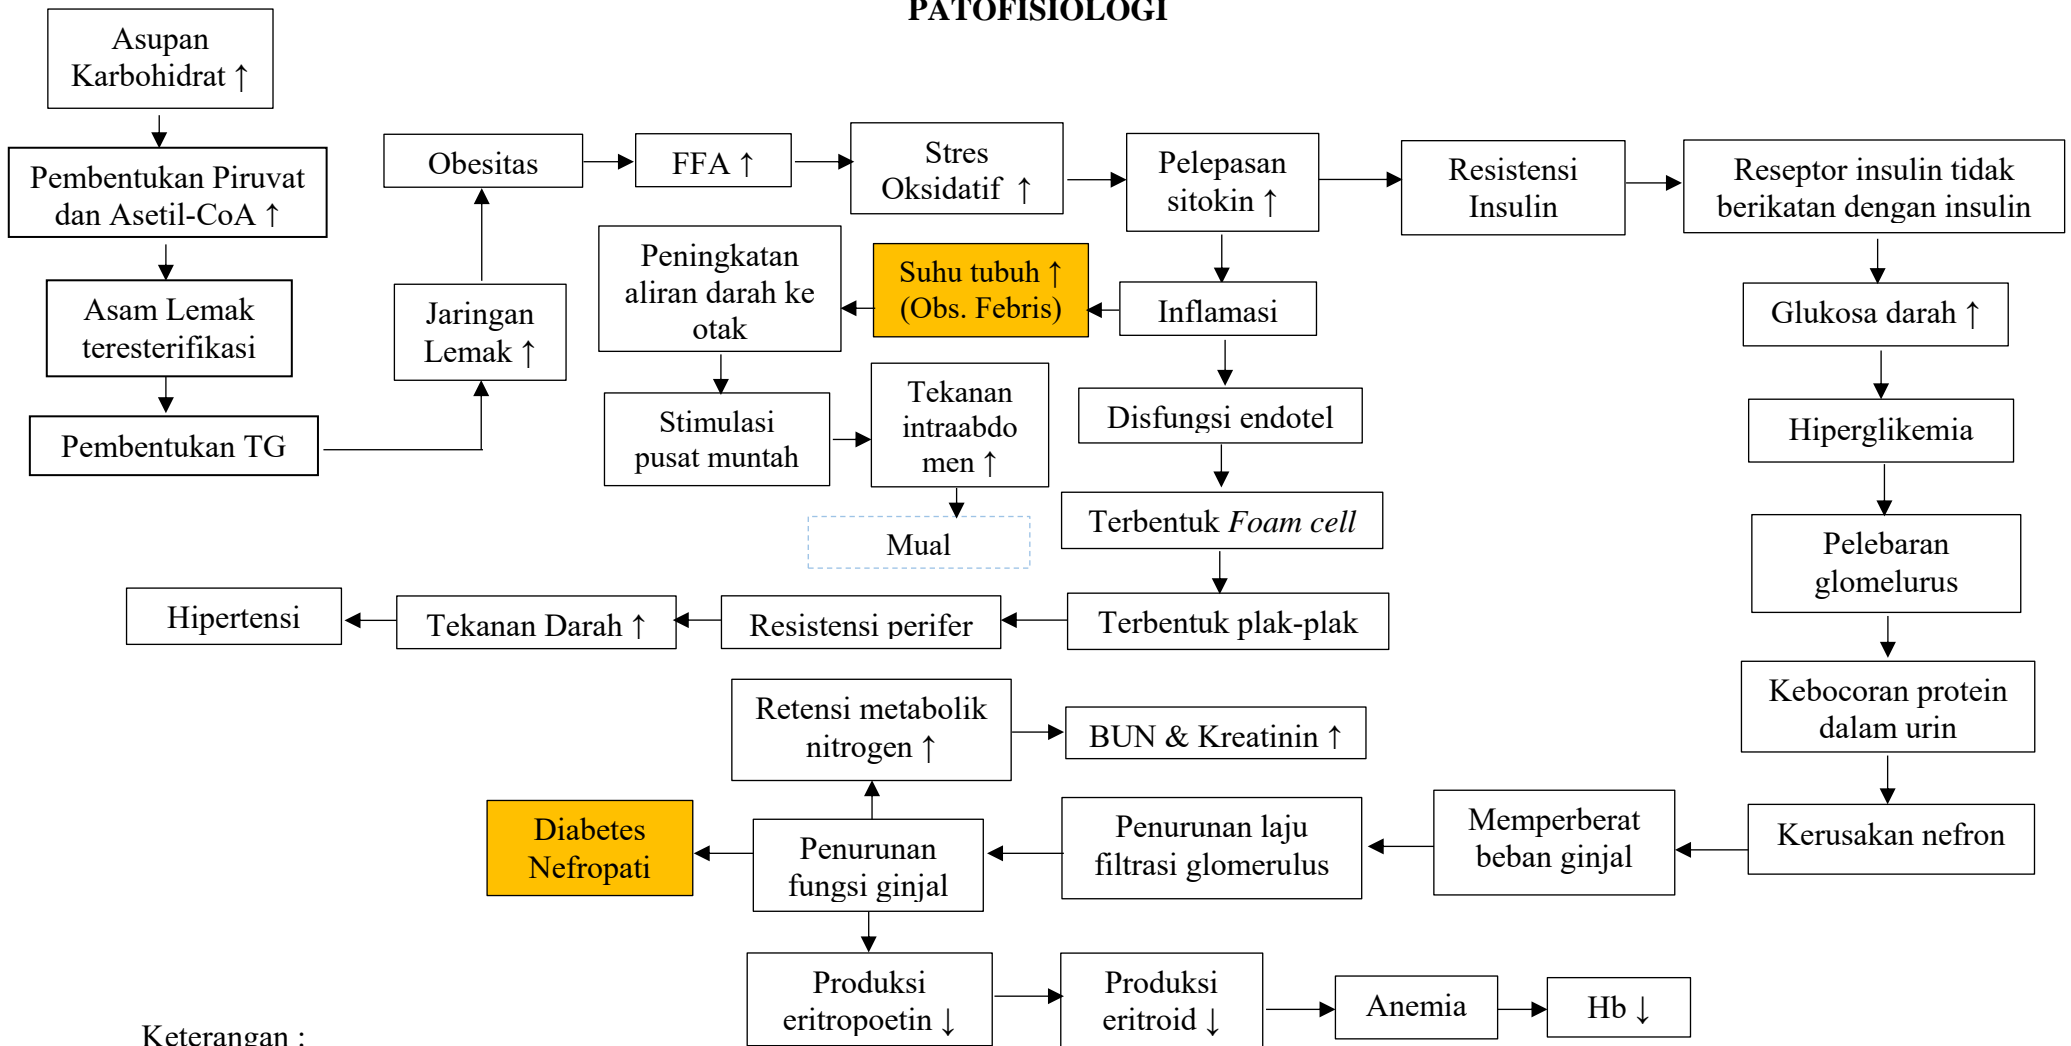 PATOFISIOLOGI
Asupan
Karbohidrat ↑
Pembentukan Piruvat
dan Asetil-CoA ↑
Asam Lemak
teresterifikasi
Pembentukan TG
Jaringan
Lemak ↑
Obesitas
FFA ↑
Stres
Oksidatif ↑
Pelepasan
sitokin ↑
Resistensi
Insulin
Reseptor insulin tidak
berikatan dengan insulin
Peningkatan
aliran darah ke
otak
Suhu tubuh ↑
(Obs. Febris)
Inflamasi
Glukosa darah ↑
Stimulasi
pusat muntah
Tekanan
intraabdo
men ↑
Mual
Disfungsi endotel
Hiperglikemia
Terbentuk Foam cell
Pelebaran
glomelurus
Hipertensi
Tekanan Darah ↑
Resistensi perifer
Terbentuk plak-plak
Kebocoran protein
dalam urin
Retensi metabolik
nitrogen ↑
BUN & Kreatinin ↑
Diabetes
Nefropati
Penurunan
fungsi ginjal
Penurunan laju
filtrasi glomerulus
Memperberat
beban ginjal
Kerusakan nefron
Produksi
eritropoetin ↓
Produksi
eritroid ↓
Anemia
Hb ↓
Keterangan :